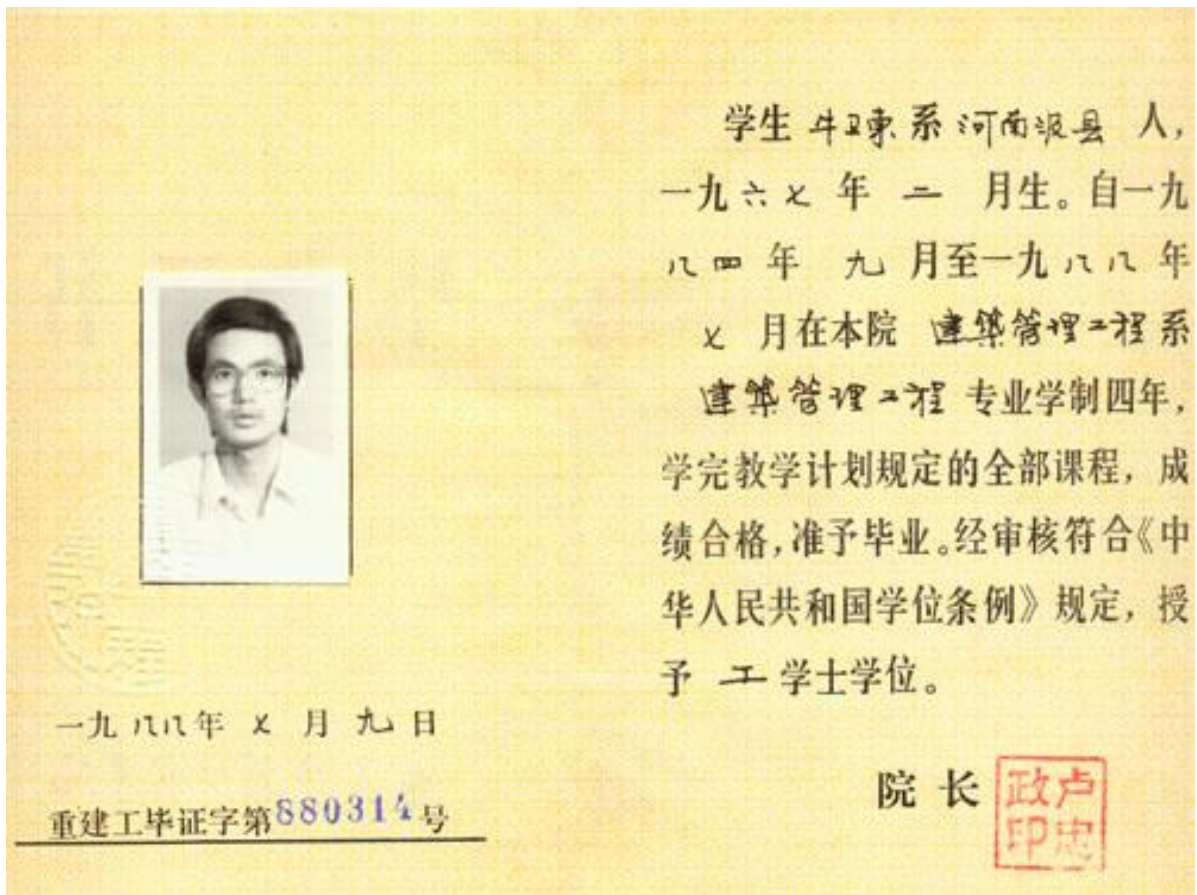 学生 牛卫东 系 河南汲县 人，
一九六七 年 二 月生。自一九
八四 年 九 月至一九八八 年
七 月在本院 建筑管理工程系
建筑管理工程 专业学制四年，
学完教学计划规定的全部课程，成
绩合格，准予毕业。经审核符合《中
华人民共和国学位条例》规定，授
予 工 学士学位。
院 长
卢忠政印
一九八八年 七 月 九 日
重建工毕证字第880314号